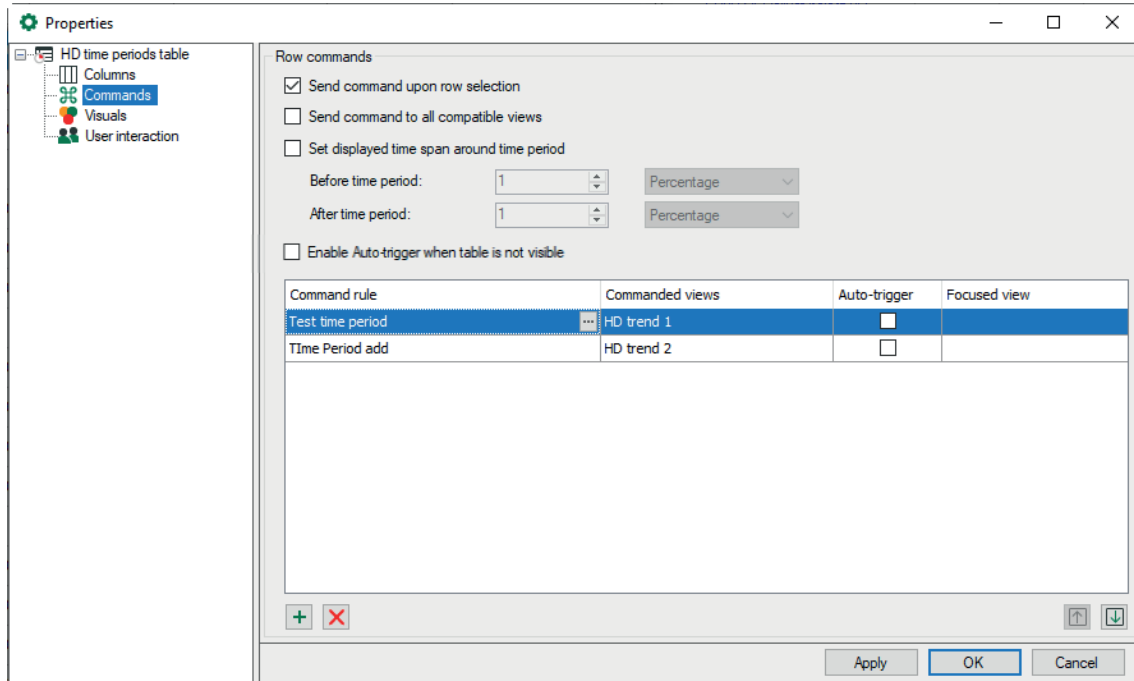 Properties
HD time periods table
Columns
Commands
Visuals
User interaction
Row commands
Send command upon row selection
Send command to all compatible views
Set displayed time span around time period
Before time period: 1 Percentage
After time period: 1 Percentage
Enable Auto-trigger when table is not visible
Command rule Commanded views Auto-trigger Focused view
Test time period ... HD trend 1
TIme Period add HD trend 2
Apply OK Cancel